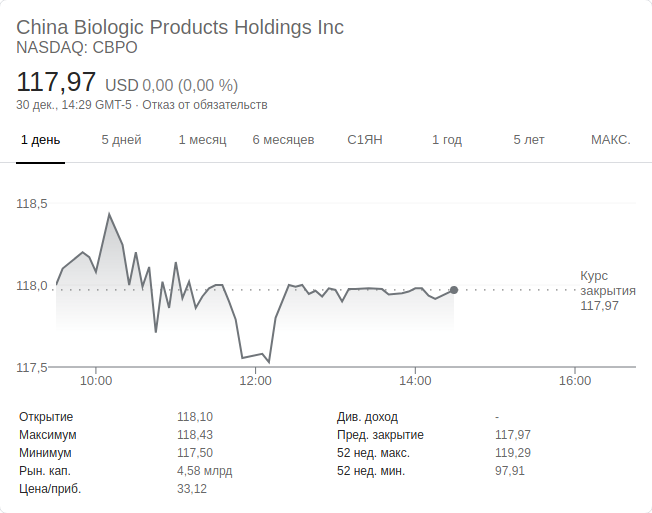 China Biologic Products Holdings Inc
NASDAQ: CBPO
117,97 USD 0,00 (0,00 %)
30 дек., 14:29 GMT-5 · Отказ от обязательств
1 день 5 дней 1 месяц 6 месяцев С1ЯН 1 год 5 лет МАКС.
118,5
118,0
117,5
Курс
закрытия
117,97
10:00 12:00 14:00 16:00
Открытие 118,10
Максимум 118,43
Минимум 117,50
Рын. кап. 4,58 млрд
Цена/приб. 33,12
Див. доход -
Пред. закрытие 117,97
52 нед. макс. 119,29
52 нед. мин. 97,91